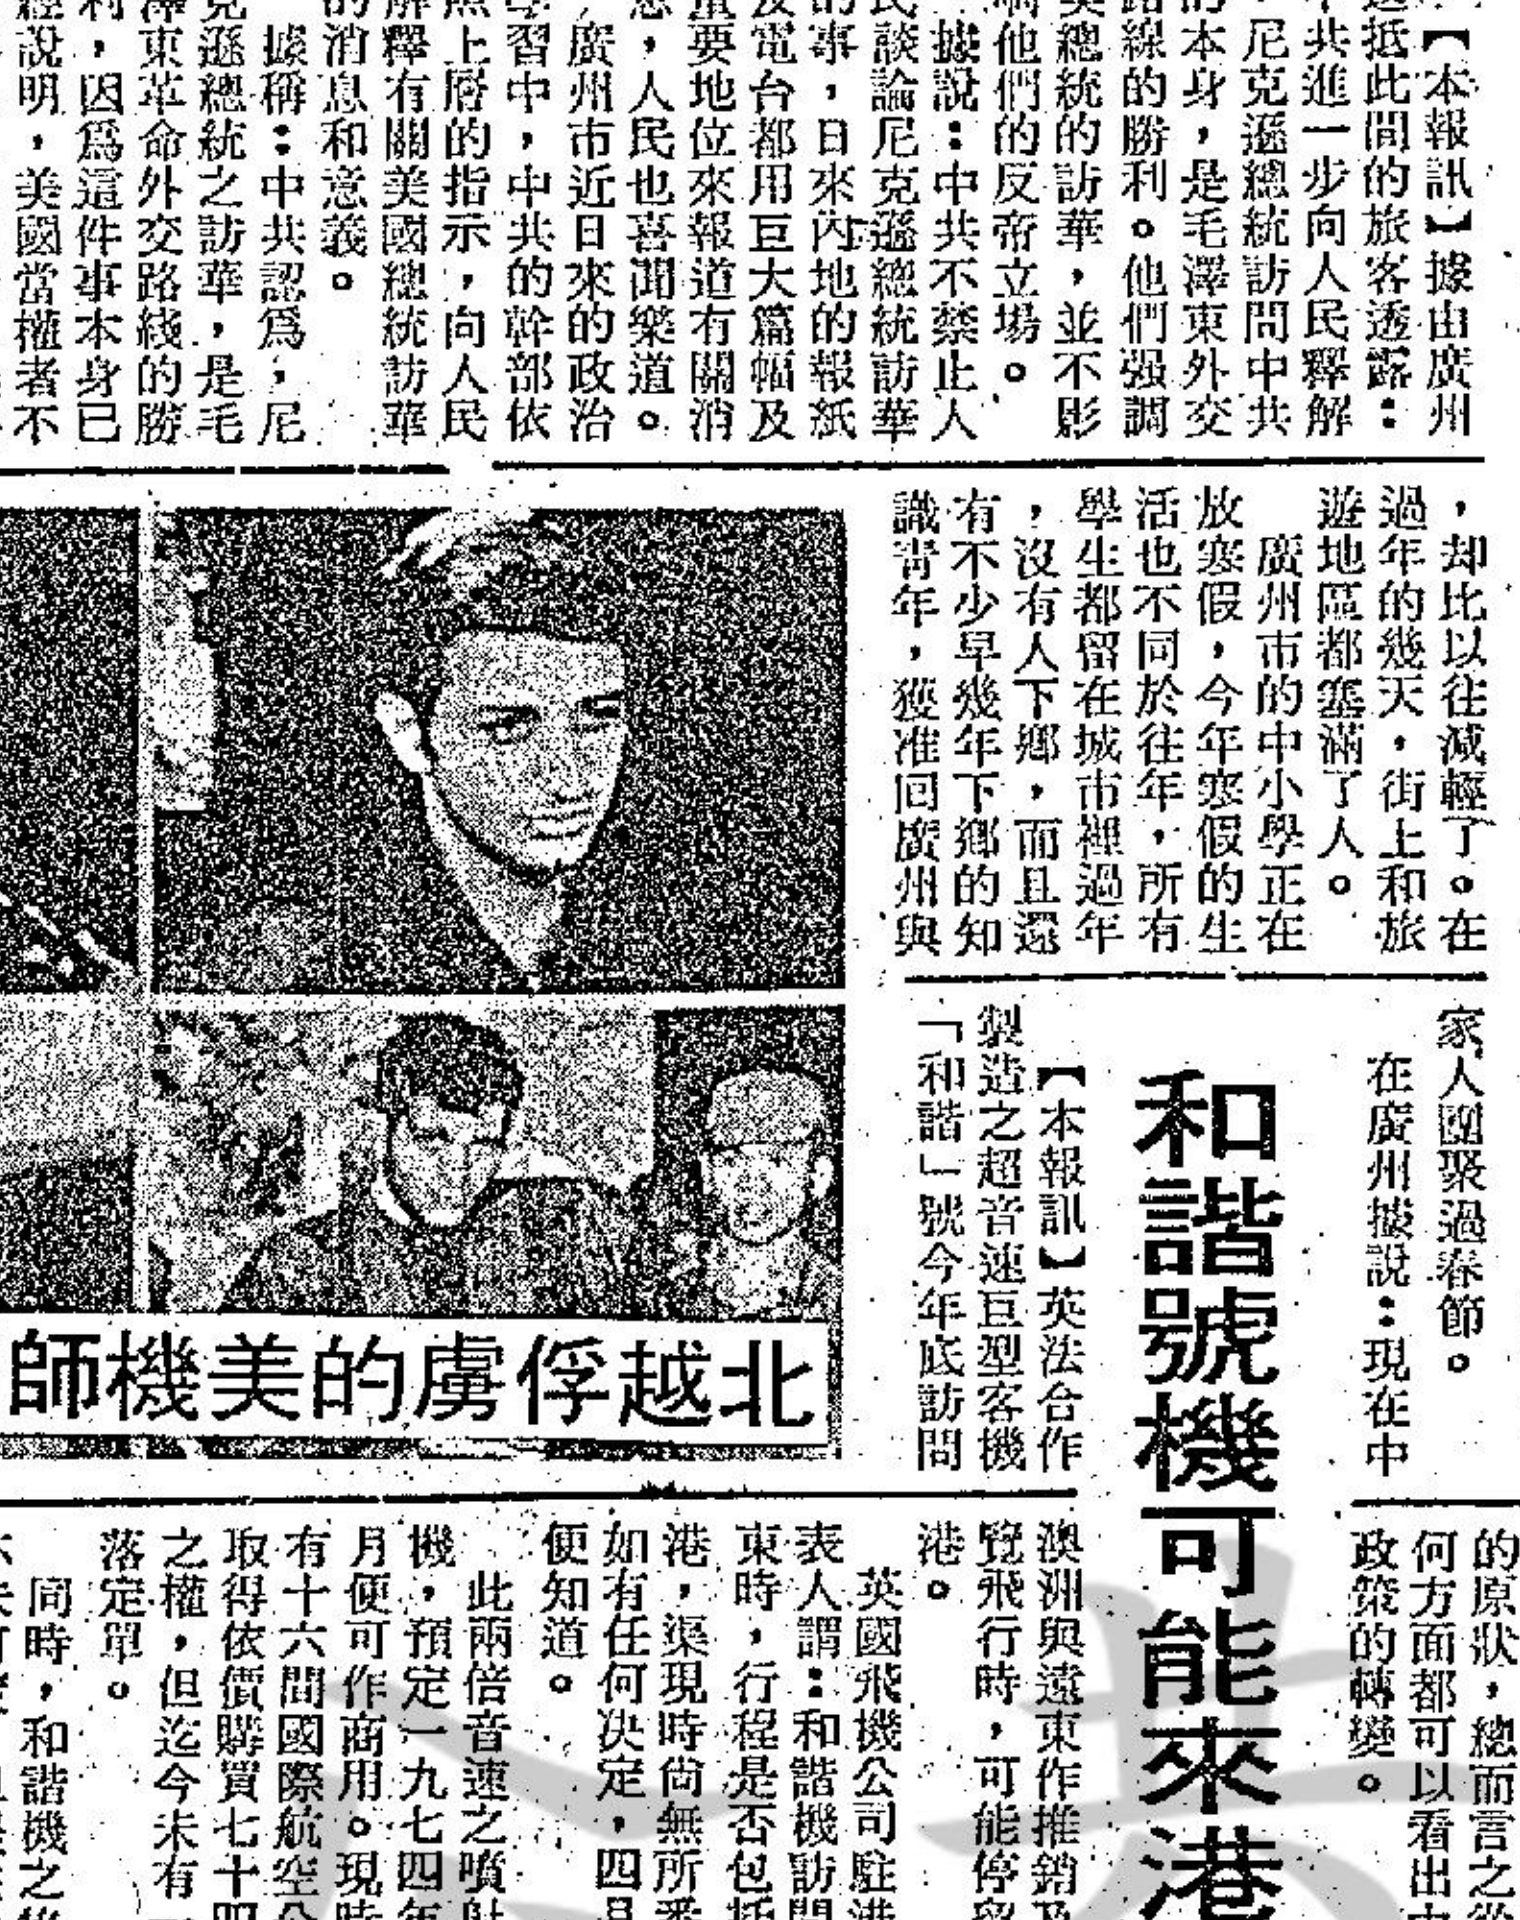 【本報訊】據由廣州
抵此間的旅客透露：
共進一步向人民釋解
尼克遜總統訪問中共
本身，是毛澤東外交
路線的勝利。他們强調
美總統的訪華，並不影
响他們的反帝立場。
據說：中共不禁止人
民談論尼克遜總統訪華
的事，日來內地的報紙
及電台都用巨大篇幅及
重要地位來報道有關消
息，人民也喜聞樂道。
廣州市近日來的政治
學習中，中共的幹部依
照上層的指示，向人民
解釋有關美國總統訪華
的消息和意義。
據稱：中共認爲，尼
克遜總統之訪華，是毛
澤東革命外交路綫的勝
利，因爲這件事本身已
經說明，美國當權者不
，却比以往減輕了。在
過年的幾天，街上和旅
遊地區都塞滿了人。
廣州市的中小學正在
放寒假，今年寒假的生
活也不同於往年，所有
學生都留在城市裡過年
，沒有人下鄉，而且還
有不少早幾年下鄉的知
識青年，獲准回廣州與
家人團聚過春節。
在廣州據說：現在中
的原狀，總而言之從
何方面都可以看出中
政策的轉變。
和諧號機可能來港
【本報訊】英法合作
製造之超音速巨型客機
「和諧」號今年底訪問
澳洲與遠東作推銷及
覽飛行時，可能停留
港。
英國飛機公司駐港
表人謂：和諧機訪問
東時，行程是否包括
港，渠現時尚無所悉
如有任何決定，四月
便知道。
此兩倍音速之噴射
機，預定一九七四年
月便可作商用。現時
有十六間國際航空公
取得依價購買七十四
之權，但迄今未有
落定單。
同時，和諧機之後
北越俘虜的美機師